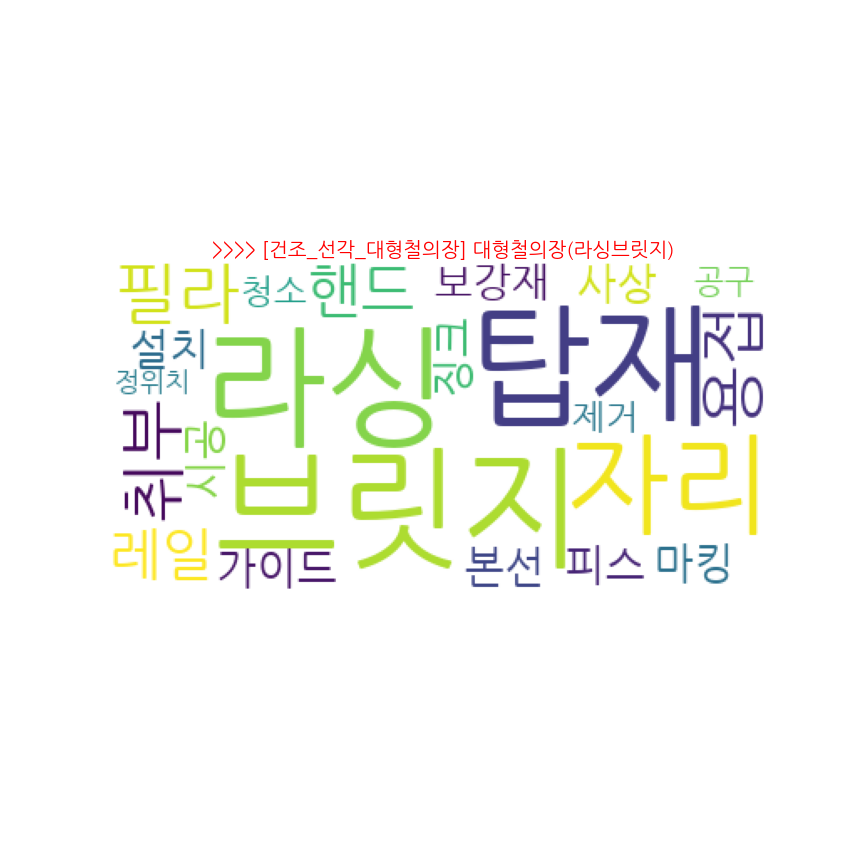 >>>> [건조_선각_대형철의장] 대형철의장(라싱브릿지)
필라
청소
핸드
보강재
사상
공구
설치
라싱
징크
탑재
용접
정위치
제거
취부
시공
브릿지
자리
레일
가이드
본선
피스
마킹